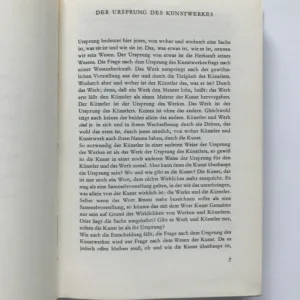 DER URSPRUNG DES KUNSTWERKES
Ursprung bedeutet hier jenes, von woher und wodurch eine Sache
ist, was sie ist und wie sie ist. Das, was etwas ist, wie es ist, nennen
wir sein Wesen. Der Ursprung von etwas ist die Herkunft seines
Wesens. Die Frage nach dem Ursprung des Kunstwerkes fragt nach
seiner Wesensherkunft. Das Werk entspringt nach der gewöhn-
lichen Vorstellung aus der und durch die Tätigkeit des Künstlers.
Wodurch aber und woher ist der Künstler das, was er ist? Durch
das Werk; denn, daß ein Werk den Meister lobe, heißt: das Werk
erst läßt den Künstler als einen Meister der Kunst hervorgehen.
Der Künstler ist der Ursprung des Werkes. Das Werk ist der
Ursprung des Künstlers. Keines ist ohne das andere. Gleichwohl
trägt auch keines der beiden allein das andere. Künstler und Werk
sind je in sich und in ihrem Wechselbezug durch ein Drittes, das
wohl das erste ist, durch jenes nämlich, von woher Künstler und
Kunstwerk auch ihren Namen haben, durch die Kunst.
So notwendig der Künstler in einer anderen Weise der Ursprung
des Werkes ist als das Werk der Ursprung des Künstlers, so gewiß
ist die Kunst in einer noch anderen Weise der Ursprung für den
Künstler und das Werk zumal. Aber kann denn die Kunst überhaupt
ein Ursprung sein? Wo und wie gibt es die Kunst? Die Kunst, das
ist nur noch ein Wort, dem nichts Wirkliches mehr entspricht. Es
mag als eine Sammelvorstellung gelten, in der wir das unterbringen,
was allein von der Kunst wirklich ist: die Werke und die Künstler.
Selbst wenn das Wort Kunst mehr bezeichnen sollte als eine
Sammelvorstellung, so könnte das mit dem Wort Kunst Gemeinte
nur sein auf Grund der Wirklichkeit von Werken und Künstlern.
Oder liegt die Sache umgekehrt? Gibt es Werk und Künstler nur,
sofern die Kunst ist als ihr Ursprung?
Wie auch die Entscheidung fällt, die Frage nach dem Ursprung des
Kunstwerkes wird zur Frage nach dem Wesen der Kunst. Da es
jedoch offen bleiben muß, ob und wie die Kunst überhaupt ist,
7